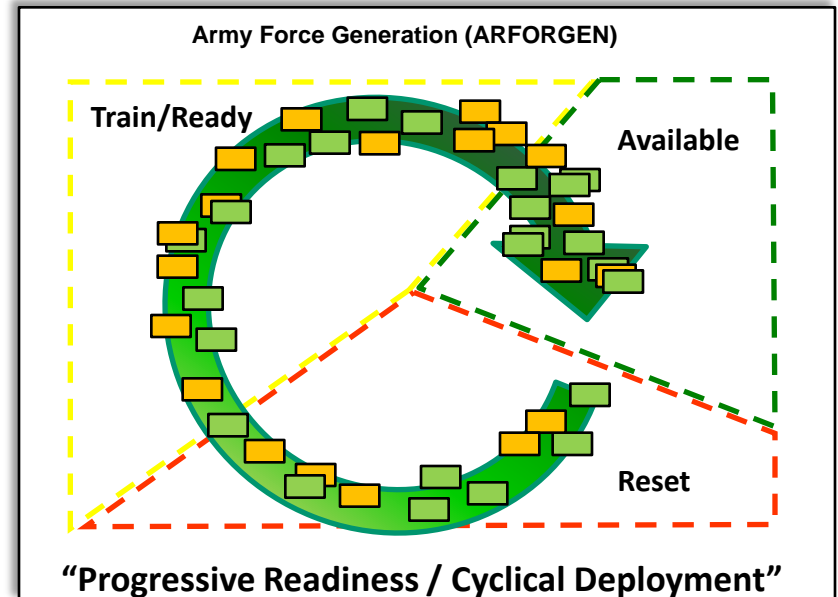 Army Force Generation (ARFORGEN)
Train/Ready
Available
Reset
“Progressive Readiness / Cyclical Deployment”